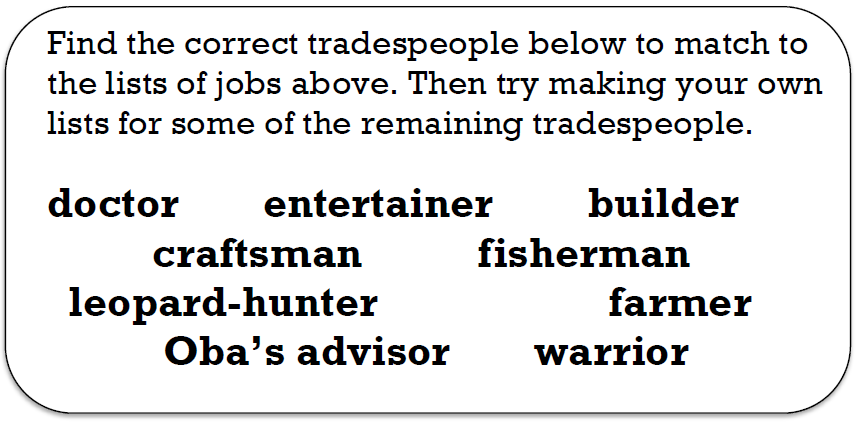 Find the correct tradespeople below to match to
the lists of jobs above. Then try making your own
lists for some of the remaining tradespeople.
doctor entertainer builder
craftsman fisherman
leopard-hunter farmer
Oba's advisor warrior